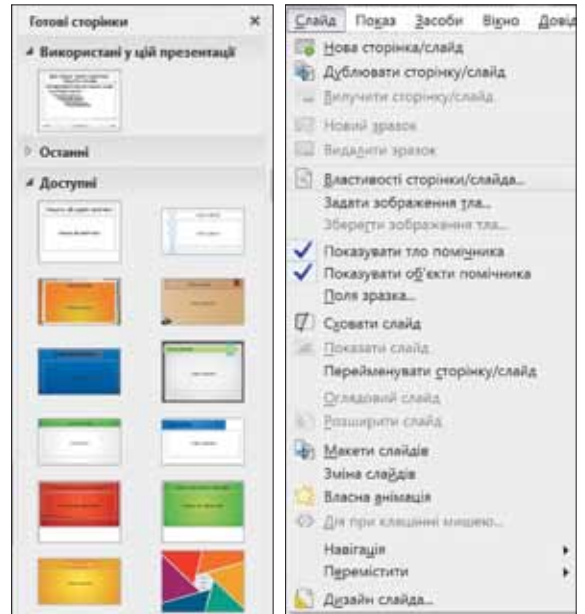 Готові сторінки
Використані у цій презентації
Останні
Доступні
Слайд Показ Засоби Вікно Довід
Нова сторінка/слайд
Дублювати сторінку/слайд
Вилучити сторінку/слайд
Новий зразок
Видалити зразок
Властивості сторінки/слайда...
Задати зображення тла...
Зберегти зображення тла...
Показувати тло помічника
Показувати об'єкти помічника
Поля зразка...
Сховати слайд
Показати слайд
Перейменувати сторінку/слайд
Оглядовий слайд
Розширити слайд
Макети слайдів
Зміна слайдів
Власна анімація
Дія при клацанні мишею...
Навігація
Перемістити
Дизайн слайда...